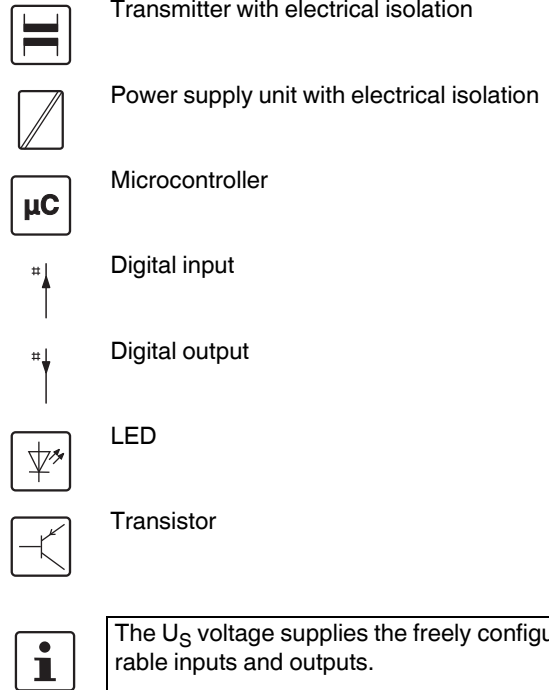 Transmitter with electrical isolation
Power supply unit with electrical isolation
µC
Microcontroller
#
Digital input
#
Digital output
LED
Transistor
i
The US voltage supplies the freely configu
rable inputs and outputs.